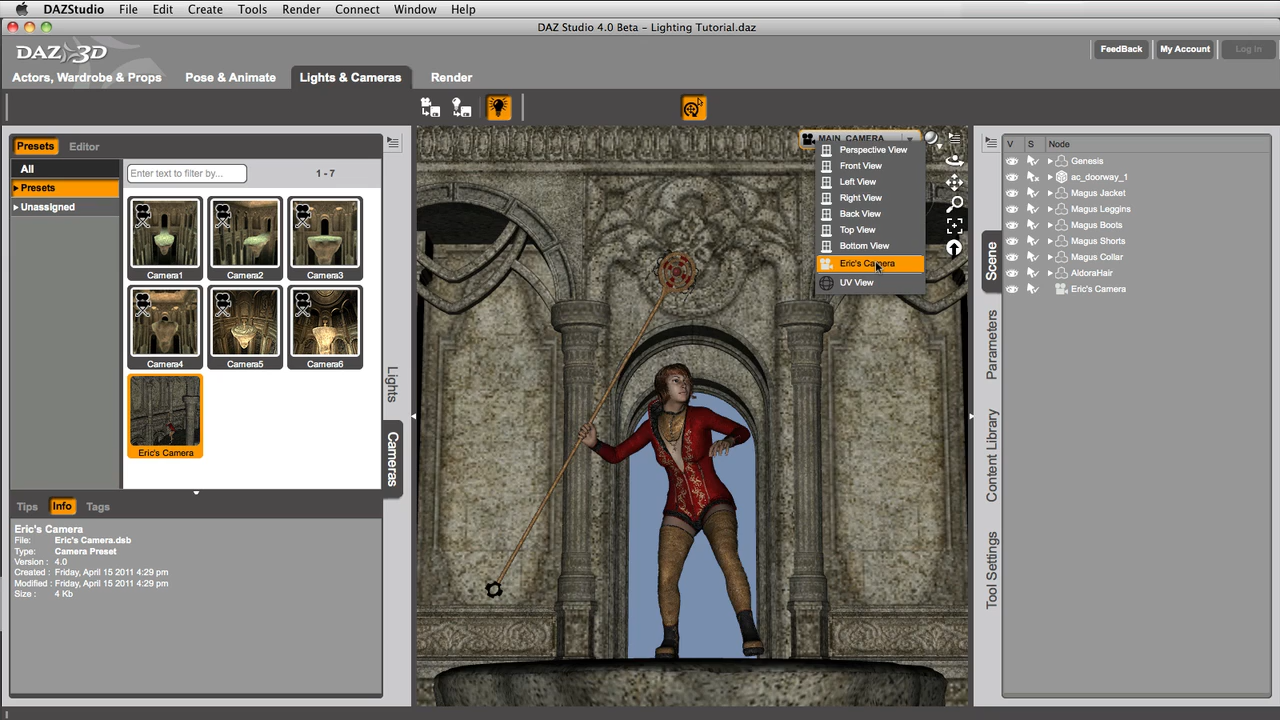 DAZStudio File Edit Create Tools Render Connect Window Help
DAZ Studio 4.0 Beta - Lighting Tutorial.daz
DAZ 3D
FeedBack My Account Log In
Actors, Wardrobe & Props Pose & Animate Lights & Cameras Render
Presets Editor
All
Presets
Unassigned
Enter text to filter by...
1 - 7
Camera1 Camera2 Camera3
Camera4 Camera5 Camera6
Eric's Camera
Lights
Cameras
Tips Info Tags
Eric's Camera
File: Eric's Camera.dsb
Type: Camera Preset
Version : 4.0
Created : Friday, April 15 2011 4:29 pm
Modified : Friday, April 15 2011 4:29 pm
Size : 4 Kb
MAIN_CAMERA
Perspective View
Front View
Left View
Right View
Back View
Top View
Bottom View
Eric's Camera
UV View
Scene
Parameters
Content Library
Tool Settings
V S Node
Genesis
ac_doorway_1
Magus Jacket
Magus Leggins
Magus Boots
Magus Shorts
Magus Collar
AldoraHair
Eric's Camera